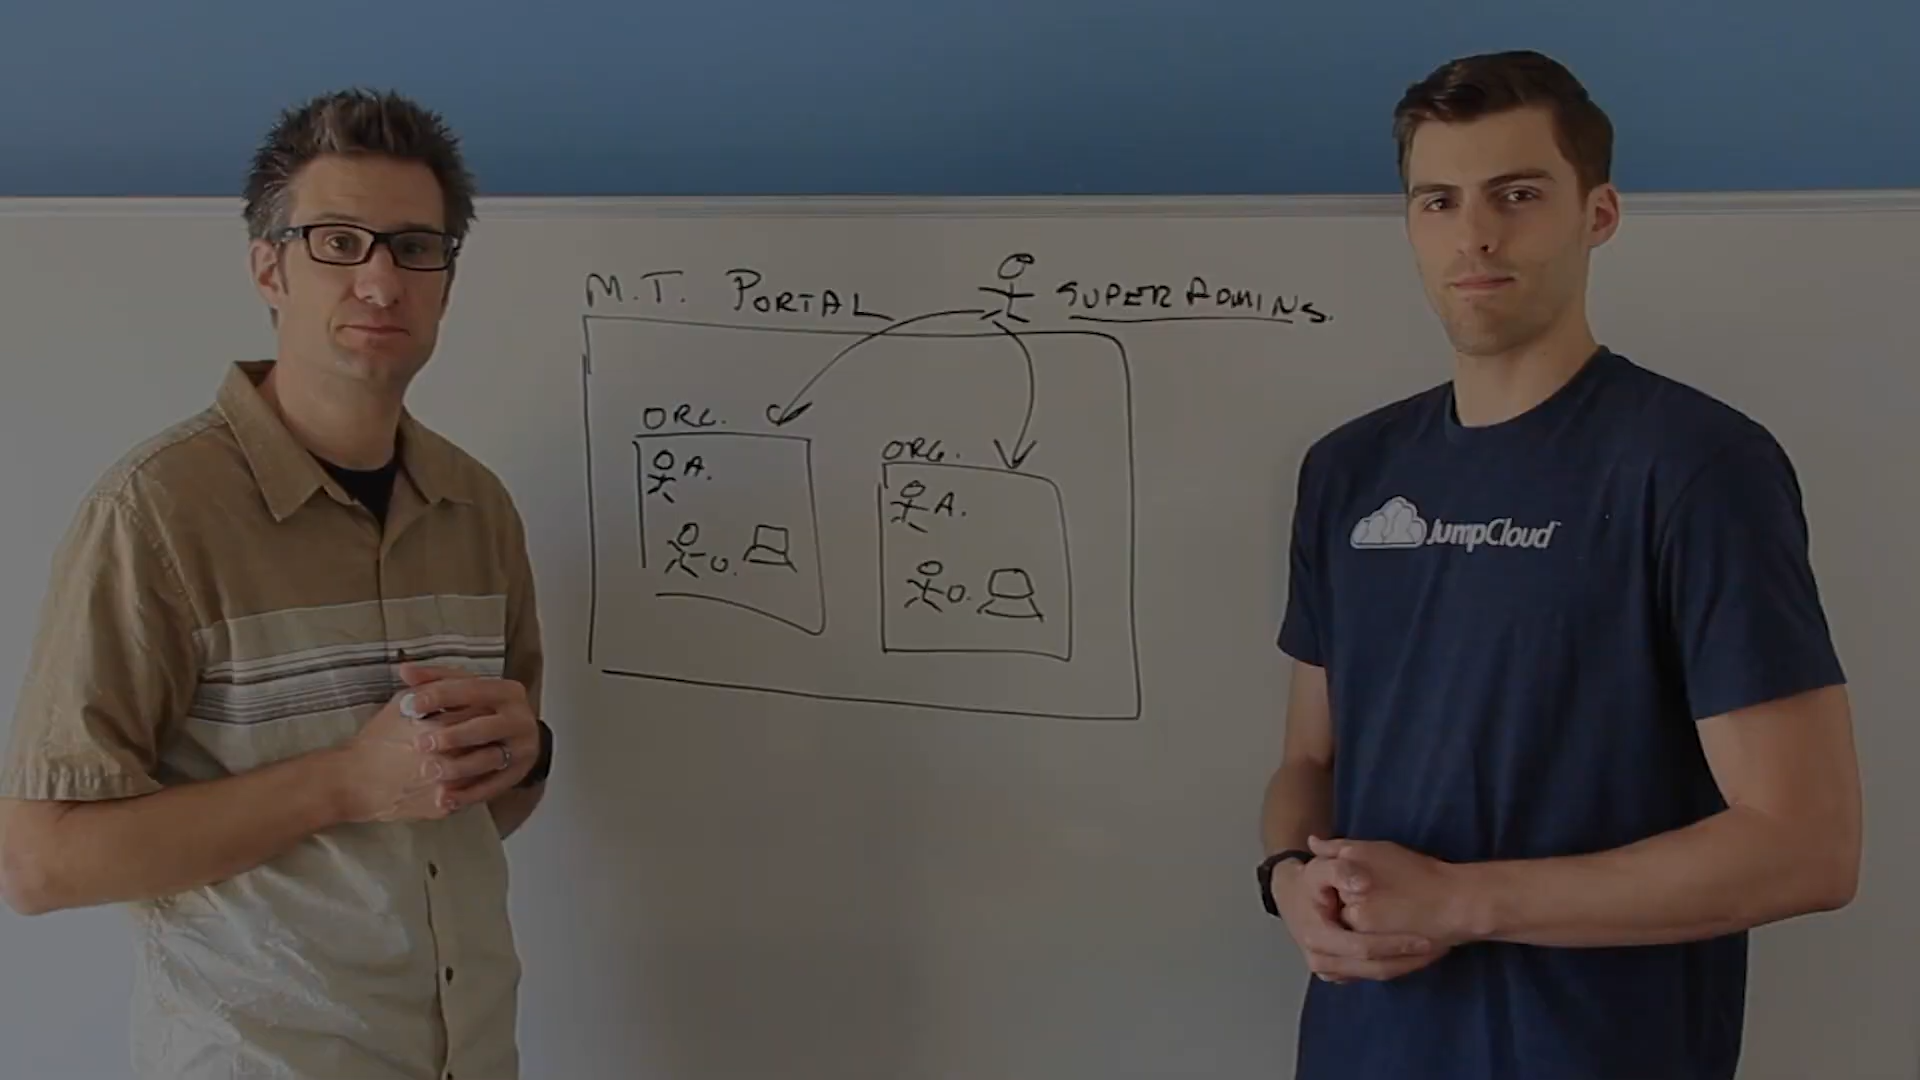 M.T. PORTAL
SUPER ADMINS.
ORG.
A.
U.
ORG.
A.
U.
JumpCloud